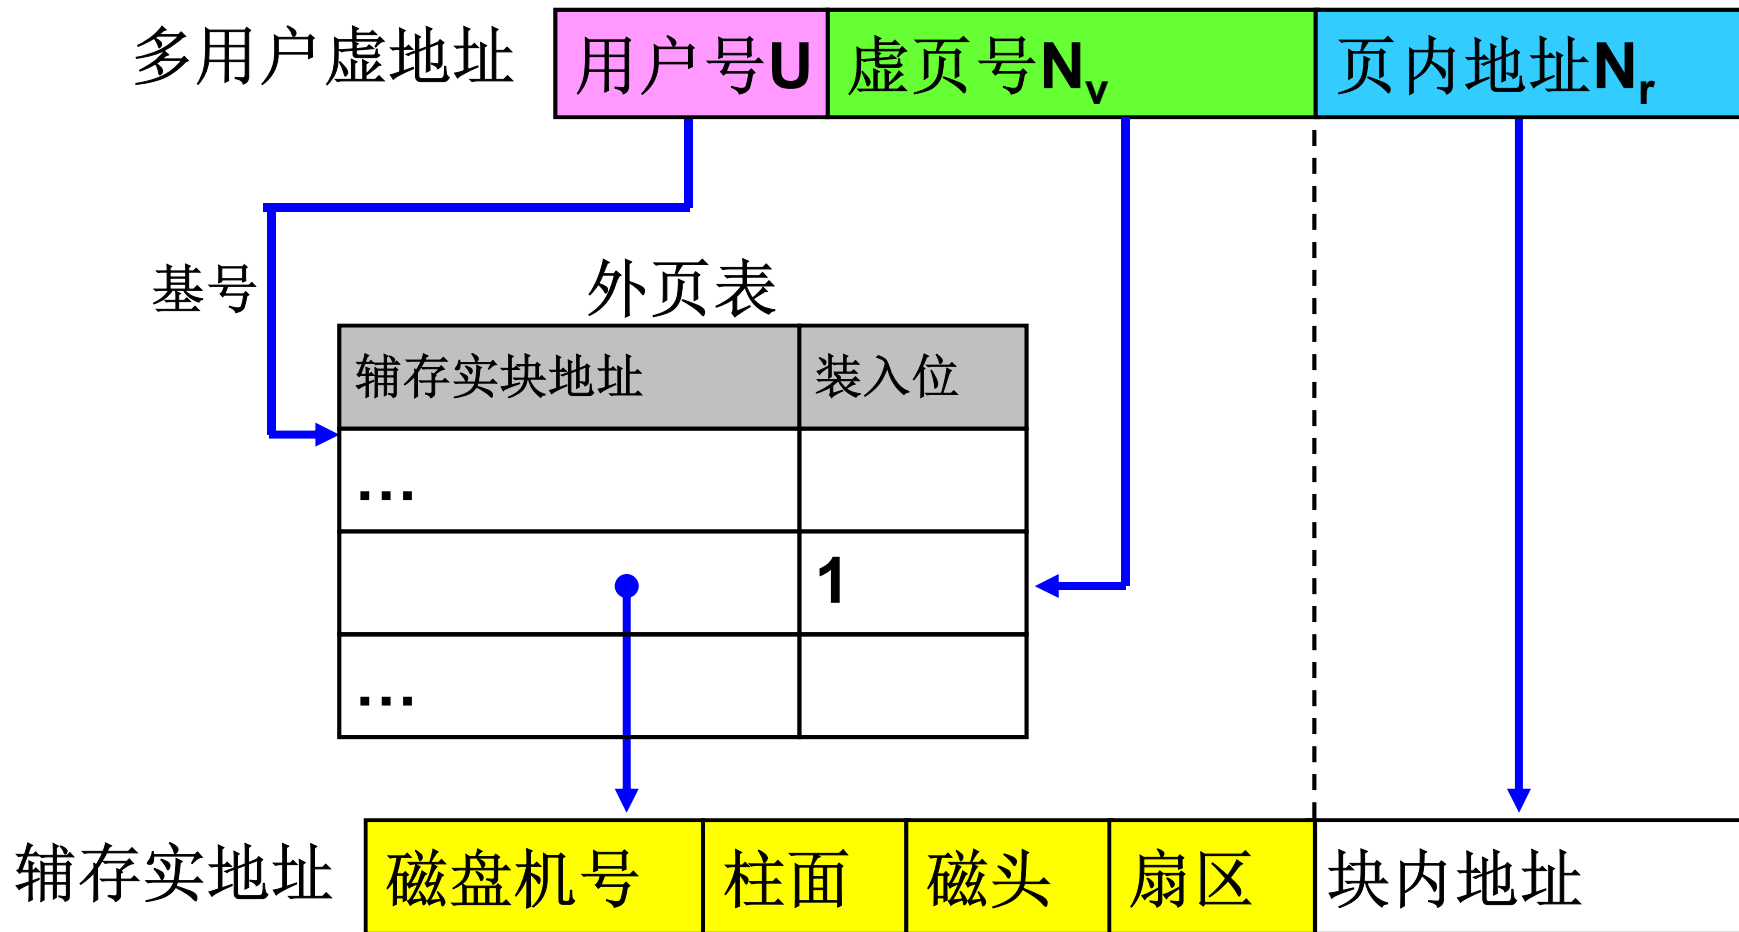 多用户虚地址 用户号U 虚页号Nv 页内地址Nr
基号
外页表
辅存实块地址 装入位
...
1
...
辅存实地址 磁盘机号 柱面 磁头 扇区 块内地址